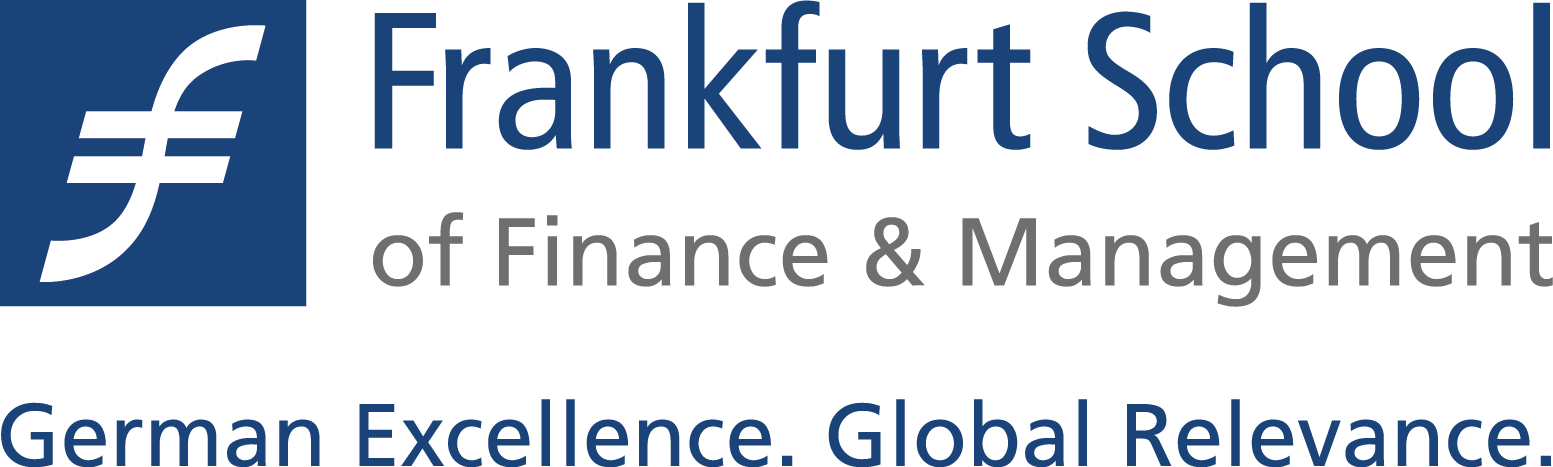 Frankfurt School
of Finance & Management
German Excellence. Global Relevance.